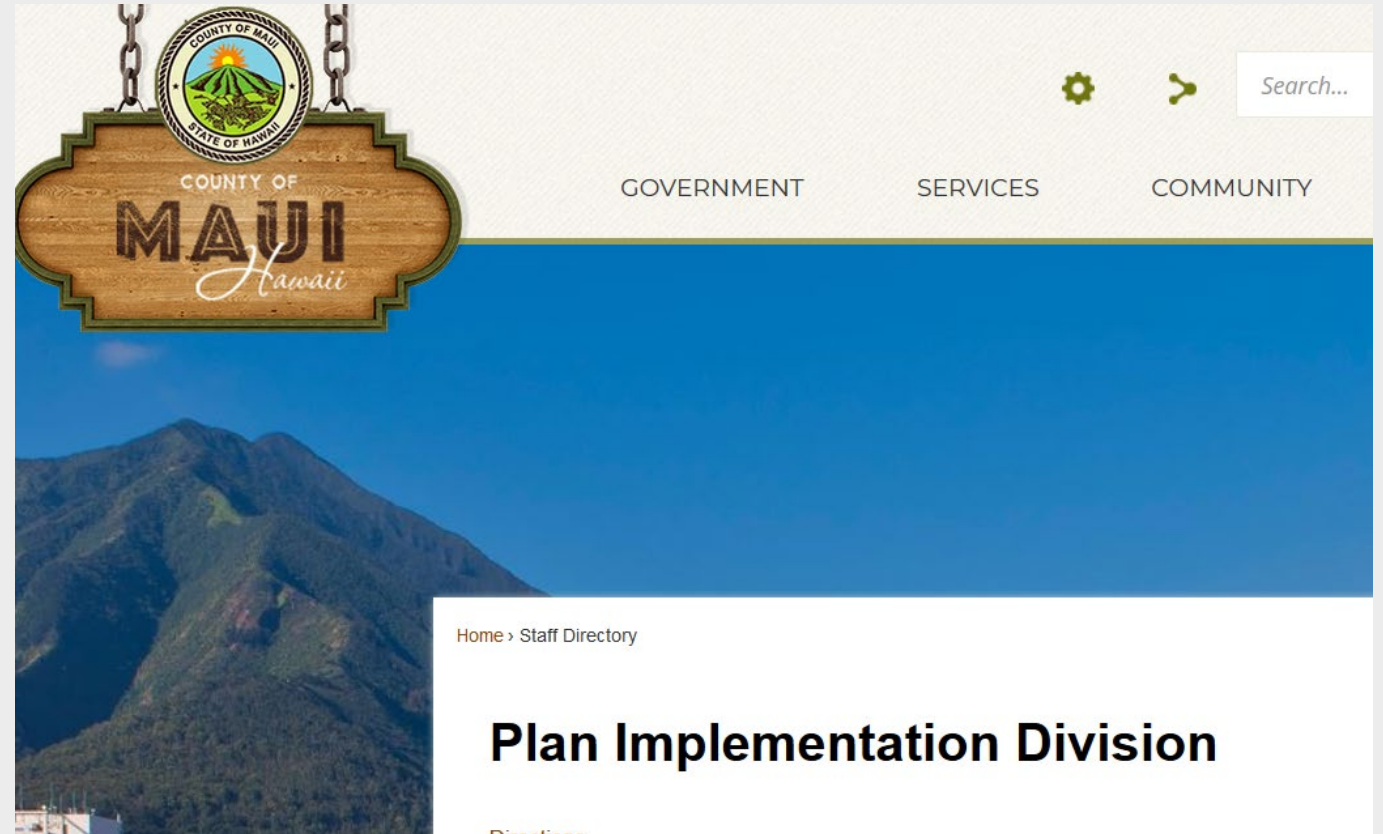 COUNTY OF MAUI
STATE OF HAWAII
COUNTY OF
MAUI
Hawaii
Search...
GOVERNMENT SERVICES COMMUNITY
Home › Staff Directory
Plan Implementation Division